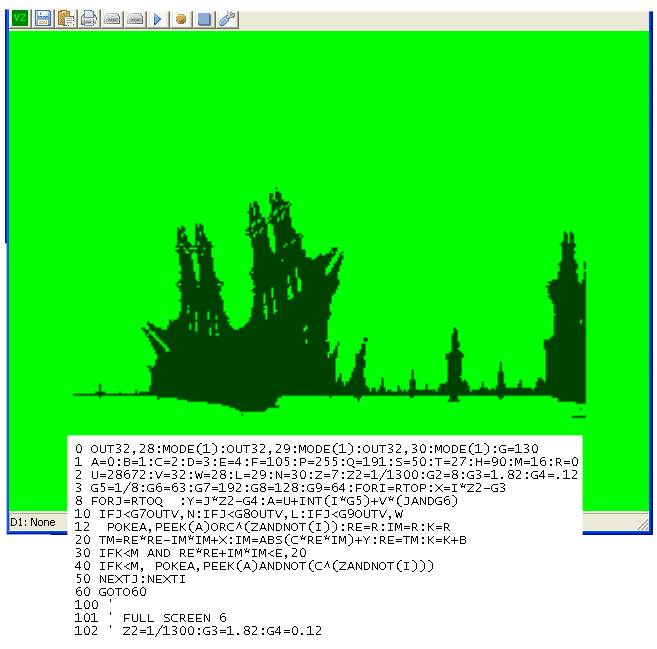 VZ
D1: None
0 OUT32,28:MODE(1):OUT32,29:MODE(1):OUT32,30:MODE(1):G=130
1 A=0:B=1:C=2:D=3:E=4:F=105:P=255:Q=191:S=50:T=27:H=90:M=16:R=0
2 U=28672:V=32:W=28:L=29:N=30:Z=7:Z2=1/1300:G2=8:G3=1.82:G4=.12
3 G5=1/8:G6=63:G7=192:G8=128:G9=64:FORI=RTOP:X=I*Z2-G3
8 FORJ=RTOQ  :Y=J*Z2-G4:A=U+INT(I*G5)+V*(JANDG6)
10 IFJ<G7OUTV,N:IFJ<G8OUTV,L:IFJ<G9OUTV,W
12  POKEA,PEEK(A)ORC^(ZANDNOT(I)):RE=R:IM=R:K=R
20 TM=RE*RE-IM*IM+X:IM=ABS(C*RE*IM)+Y:RE=TM:K=K+B
30 IFK<M AND RE*RE+IM*IM<E,20
40 IFK<M, POKEA,PEEK(A)ANDNOT(C^(ZANDNOT(I)))
50 NEXTJ:NEXTI
60 GOTO60
100 '
101 ' FULL SCREEN 6
102 ' Z2=1/1300:G3=1.82:G4=0.12